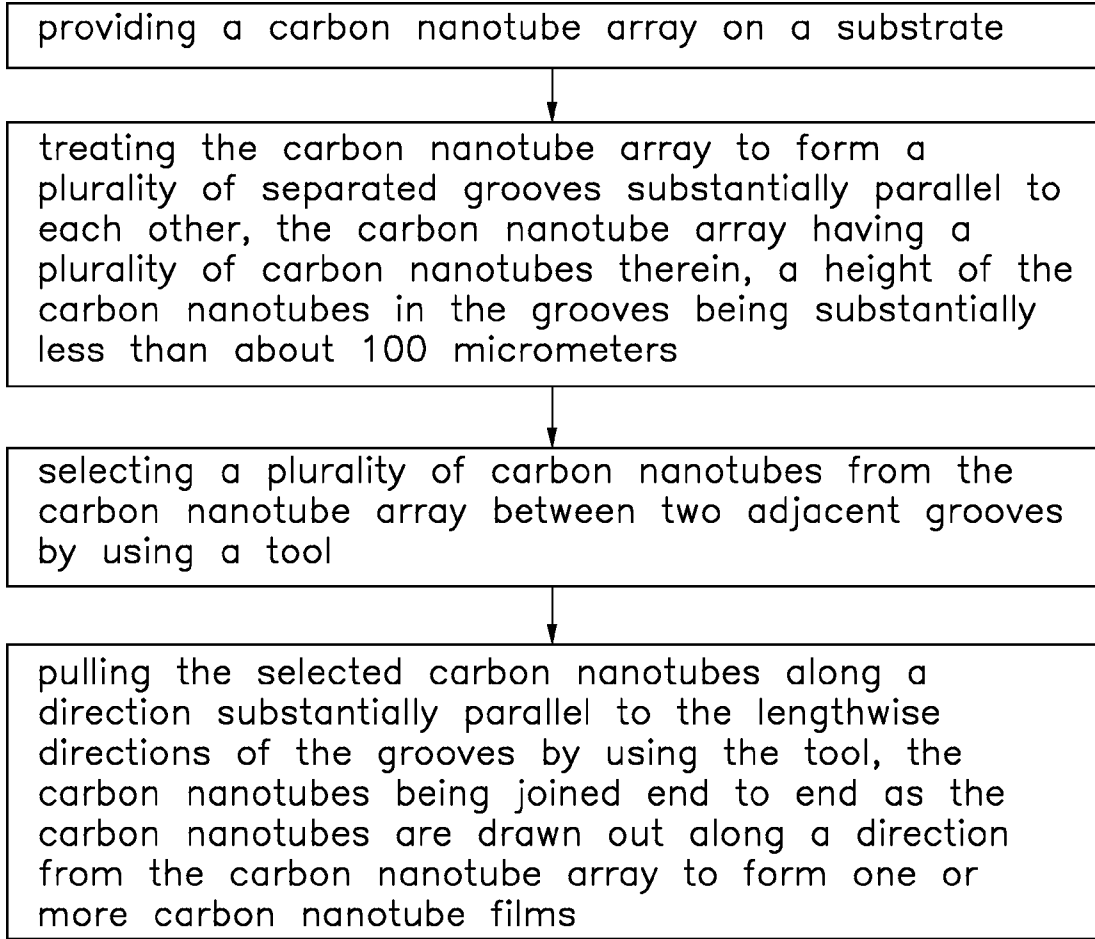 providing a carbon nanotube array on a substrate
treating the carbon nanotube array to form a
plurality of separated grooves substantially parallel to
each other, the carbon nanotube array having a
plurality of carbon nanotubes therein, a height of the
carbon nanotubes in the grooves being substantially
less than about 100 micrometers
selecting a plurality of carbon nanotubes from the
carbon nanotube array between two adjacent grooves
by using a tool
pulling the selected carbon nanotubes along a
direction substantially parallel to the lengthwise
directions of the grooves by using the tool, the
carbon nanotubes being joined end to end as the
carbon nanotubes are drawn out along a direction
from the carbon nanotube array to form one or
more carbon nanotube films